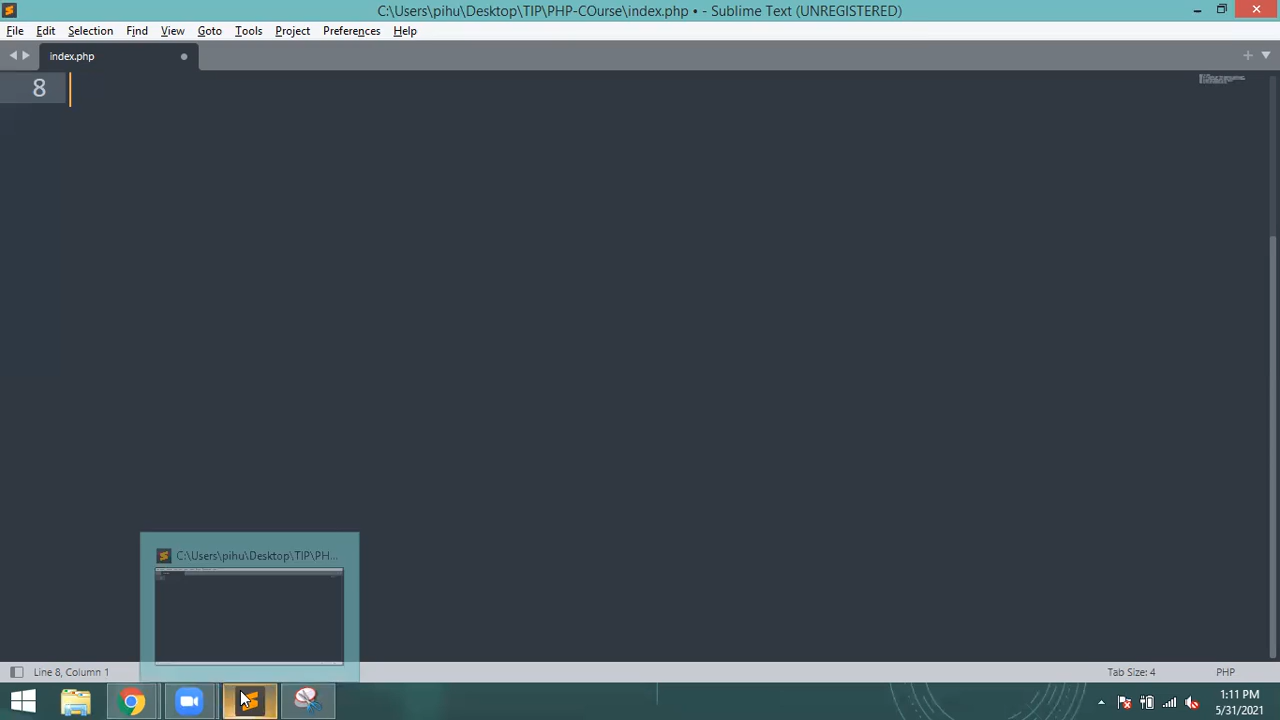 C:\Users\pihu\Desktop\TIP\PHP-COurse\index.php • - Sublime Text (UNREGISTERED)
File Edit Selection Find View Goto Tools Project Preferences Help
index.php
8
C:\Users\pihu\Desktop\TIP\PH...
Line 8, Column 1
Tab Size: 4
PHP
1:11 PM
5/31/2021